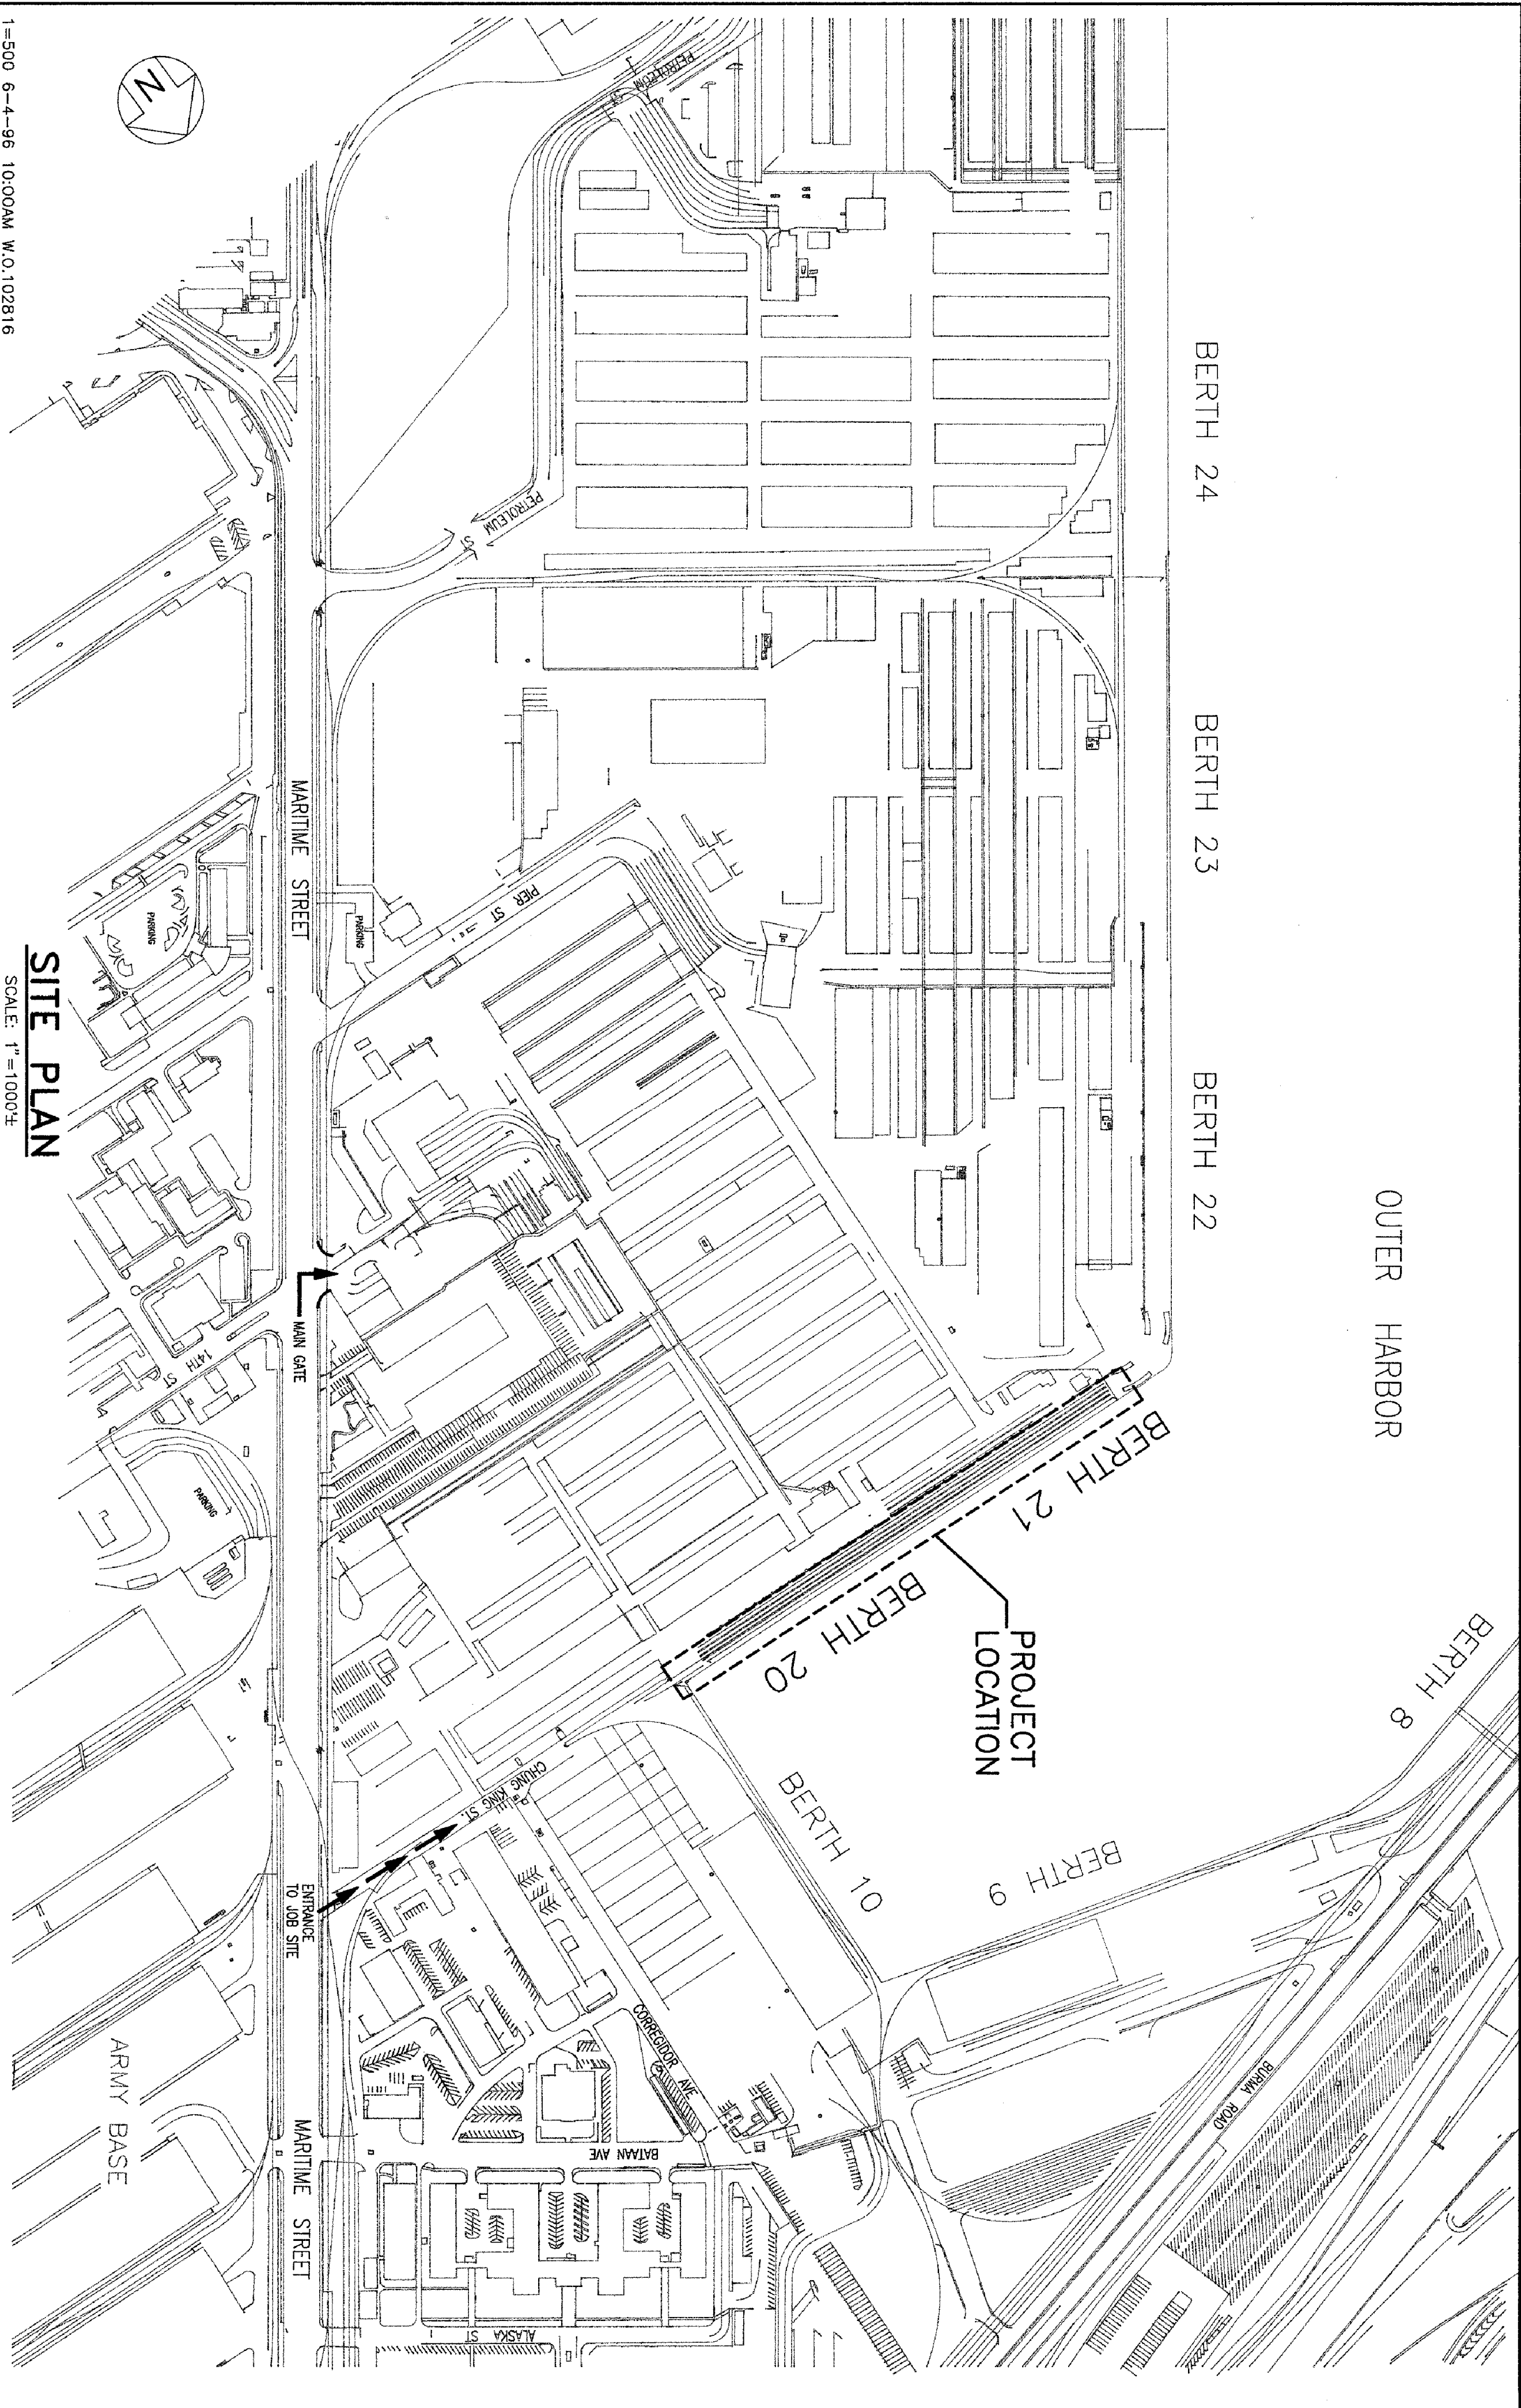 OUTER HARBOR
BERTH 24
BERTH 23
BERTH 22
BERTH 21
BERTH 20
BERTH 10
BERTH 9
BERTH 8
PROJECT
LOCATION
PETROLEUM ST
PETROLEUM ST
PIER ST
PARKING
MARITIME STREET
PARKING
MAIN GATE
14TH ST
PARKING
CHUNG KING ST.
ENTRANCE
TO JOB SITE
CORREGIDOR AVE
BATAAN AVE
BURMA ROAD
ALASKA ST
MARITIME STREET
ARMY BASE
N
SITE PLAN
SCALE: 1"=1000'±
1=500 6-4-96 10:00AM W.O.102816